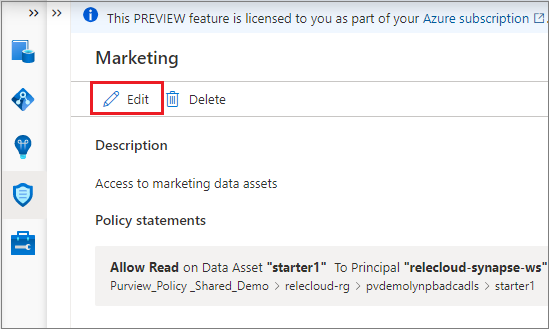 This PREVIEW feature is licensed to you as part of your Azure subscription
Marketing
Edit Delete
Description
Access to marketing data assets
Policy statements
Allow Read on Data Asset "starter1" To Principal "relecloud-synapse-ws"
Purview_Policy _Shared_Demo > relecloud-rg > pvdemolynpbadcadls > starter1